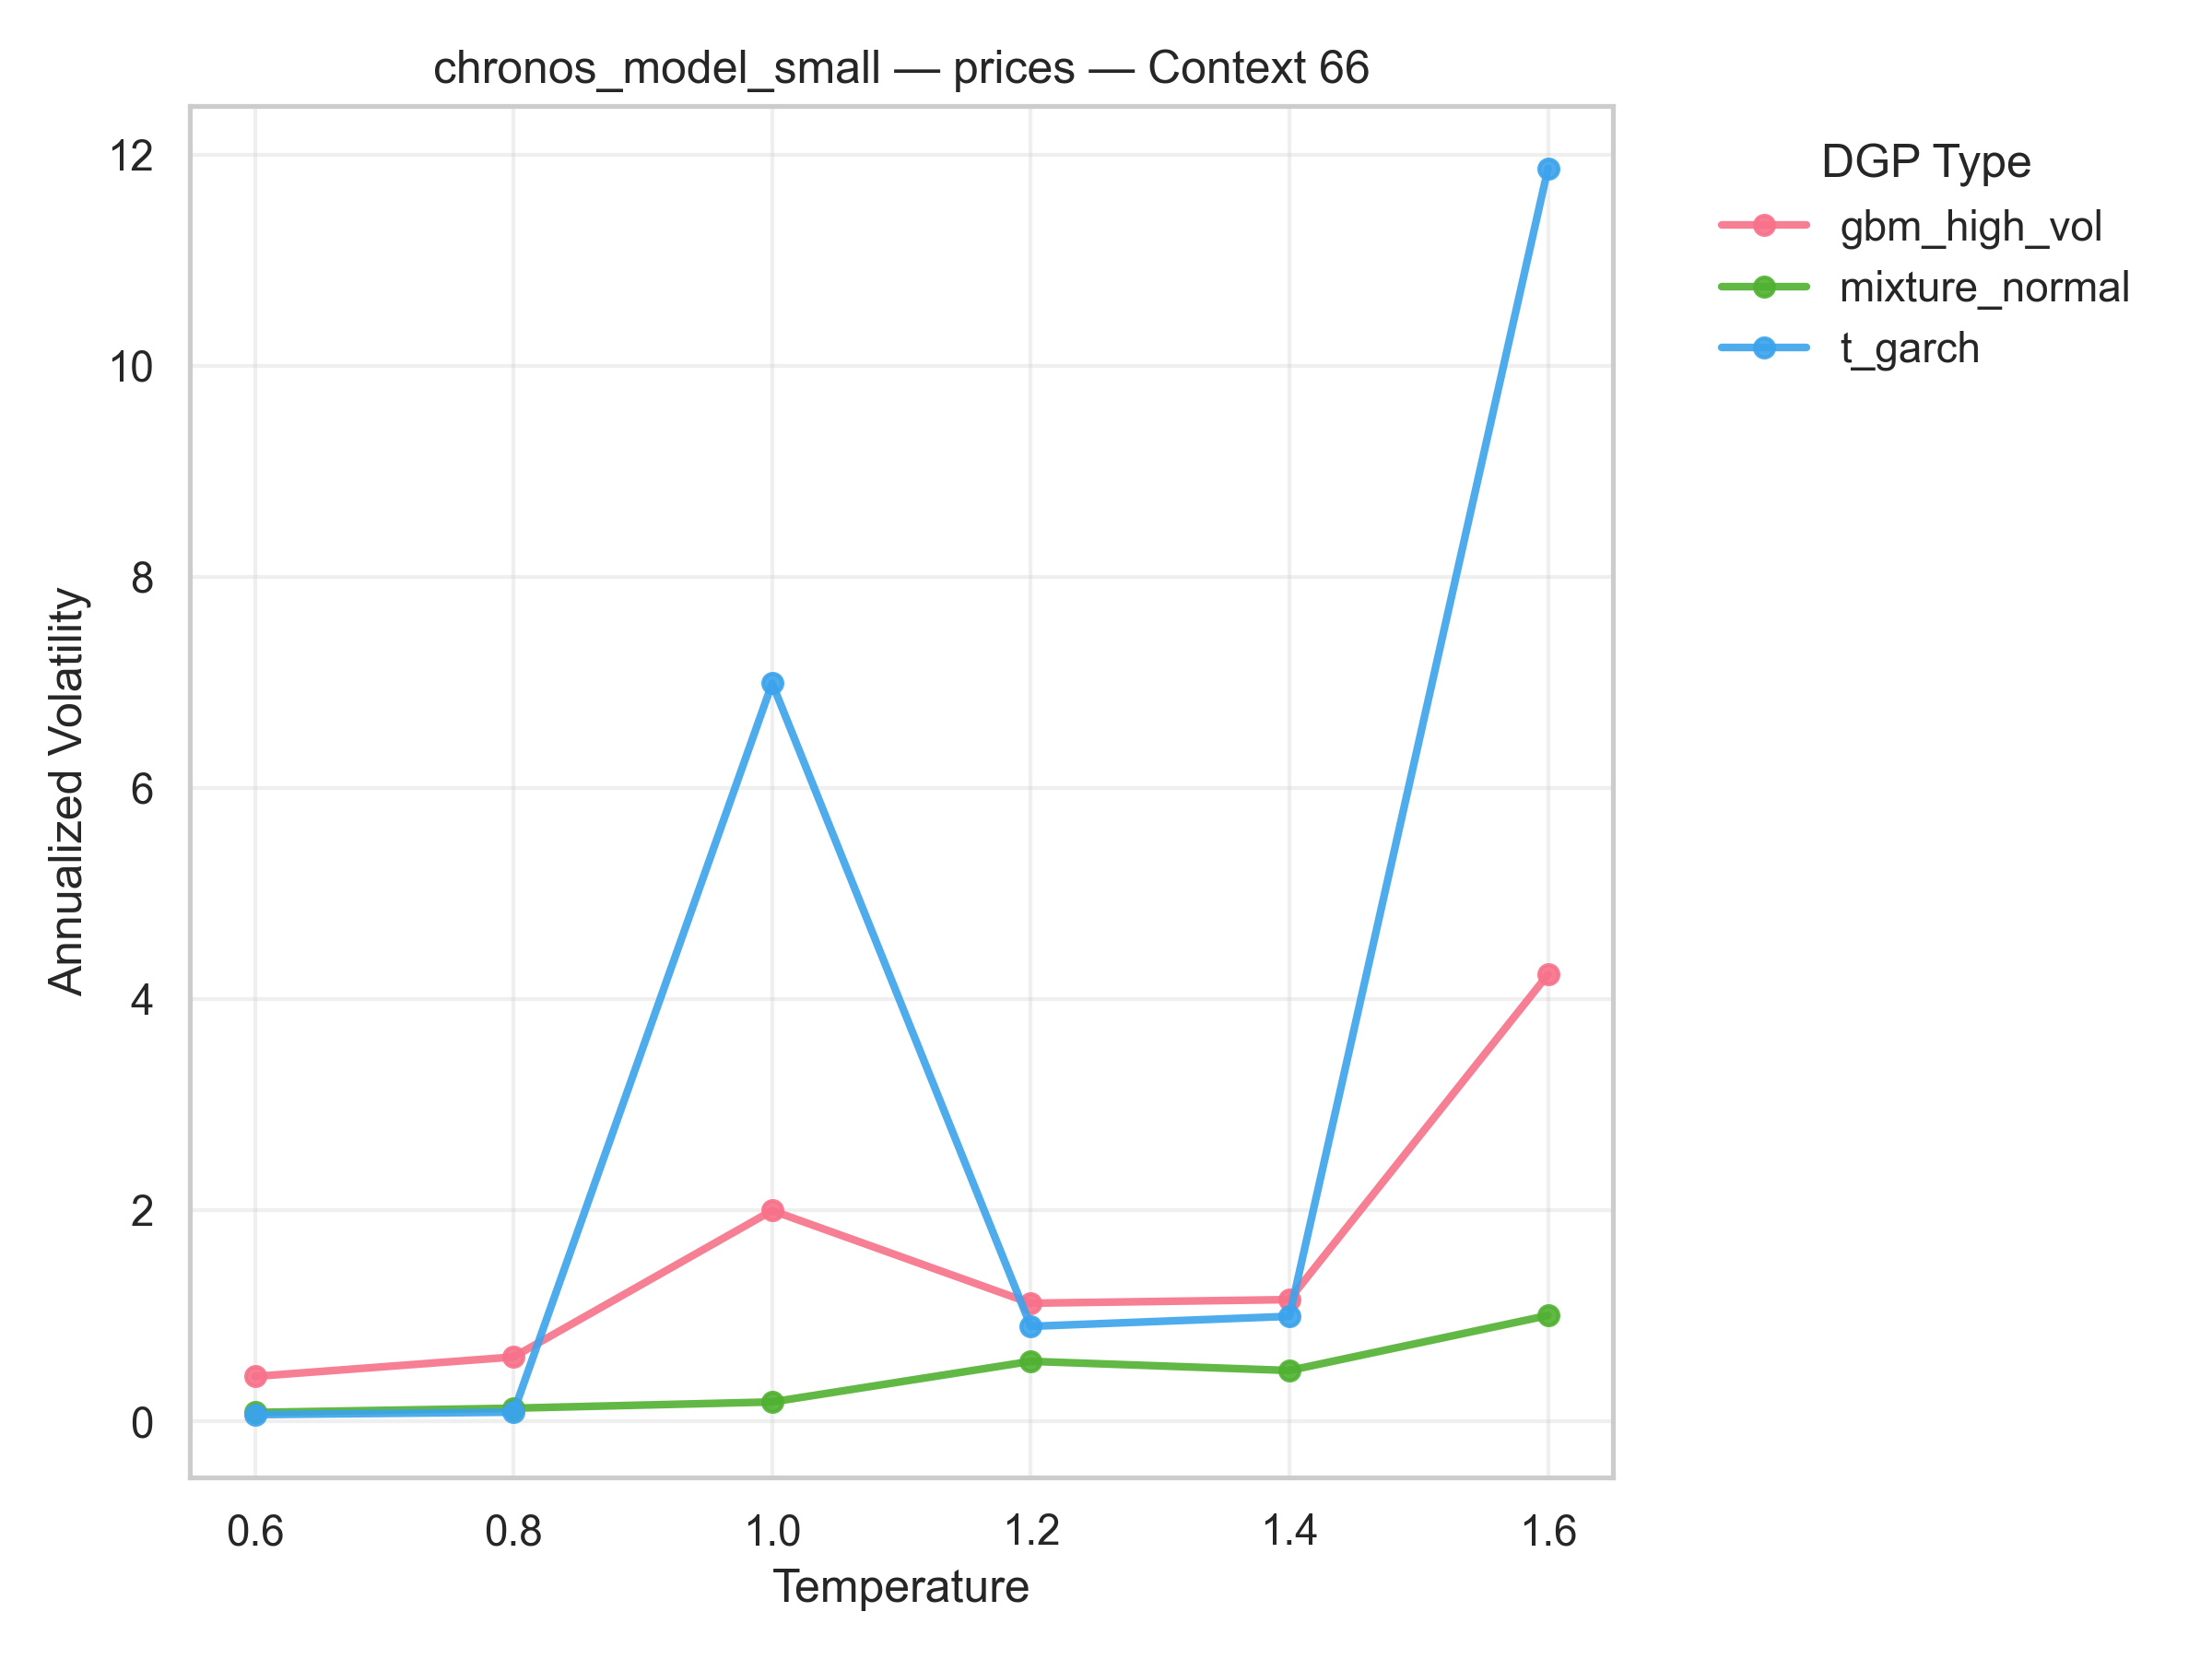 chronos_model_small — prices — Context 66
12
10
8
6
4
2
0
Annualized Volatility
0.6 0.8 1.0 1.2 1.4 1.6
Temperature
DGP Type
gbm_high_vol
mixture_normal
t_garch